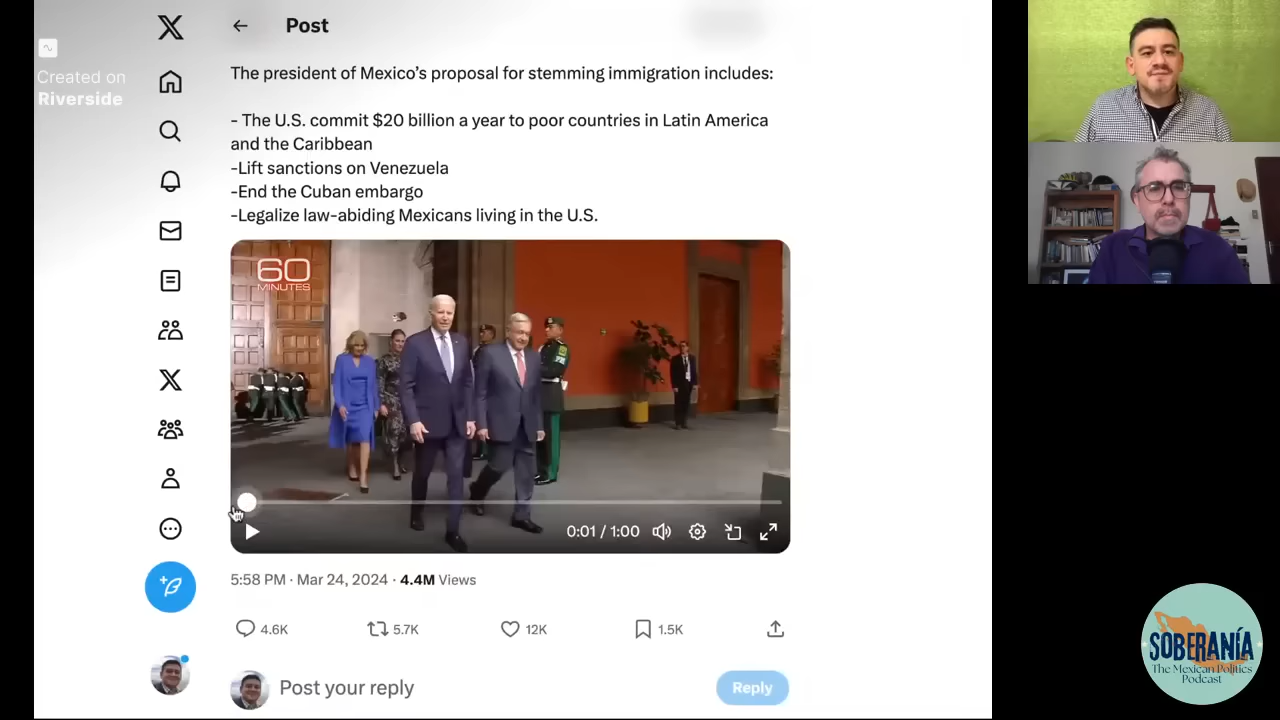 Created on
Riverside
X
Post
The president of Mexico’s proposal for stemming immigration includes:
- The U.S. commit $20 billion a year to poor countries in Latin America
and the Caribbean
-Lift sanctions on Venezuela
-End the Cuban embargo
-Legalize law-abiding Mexicans living in the U.S.
60
MINUTES
0:01 / 1:00
5:58 PM · Mar 24, 2024 · 4.4M Views
4.6K 5.7K 12K 1.5K
Post your reply
Reply
SOBERANÍA
The Mexican Politics
Podcast